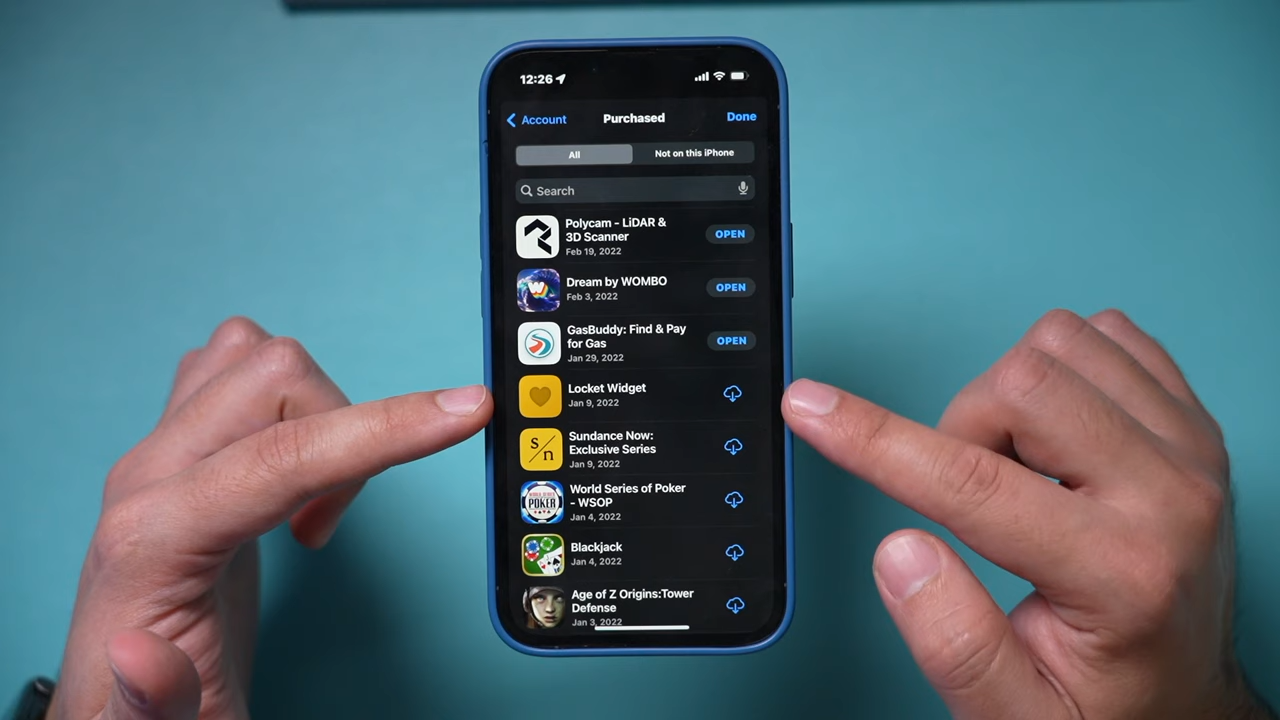 12:26
Account
Purchased
Done
All
Not on this iPhone
Search
Polycam - LiDAR &
3D Scanner
Feb 19, 2022
OPEN
W
Dream by WOMBO
Feb 3, 2022
OPEN
GasBuddy: Find & Pay
for Gas
Jan 29, 2022
OPEN
Locket Widget
Jan 9, 2022
S/n
Sundance Now:
Exclusive Series
Jan 9, 2022
POKER
World Series of Poker
- WSOP
Jan 4, 2022
Blackjack
Jan 4, 2022
Age of Z Origins:Tower
Defense
Jan 3, 2022